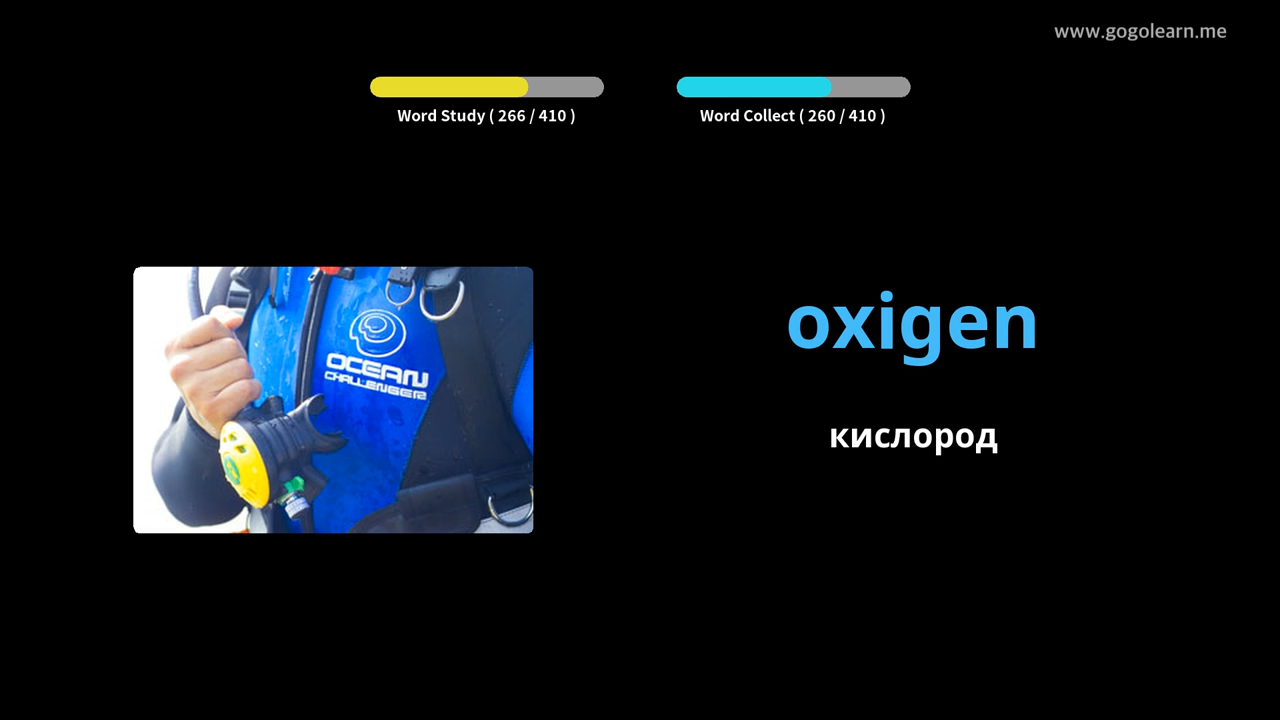 www.gogolearn.me
Word Study ( 266 / 410 )
Word Collect ( 260 / 410 )
OCEAN
CHALLENGER
oxigen
кислород